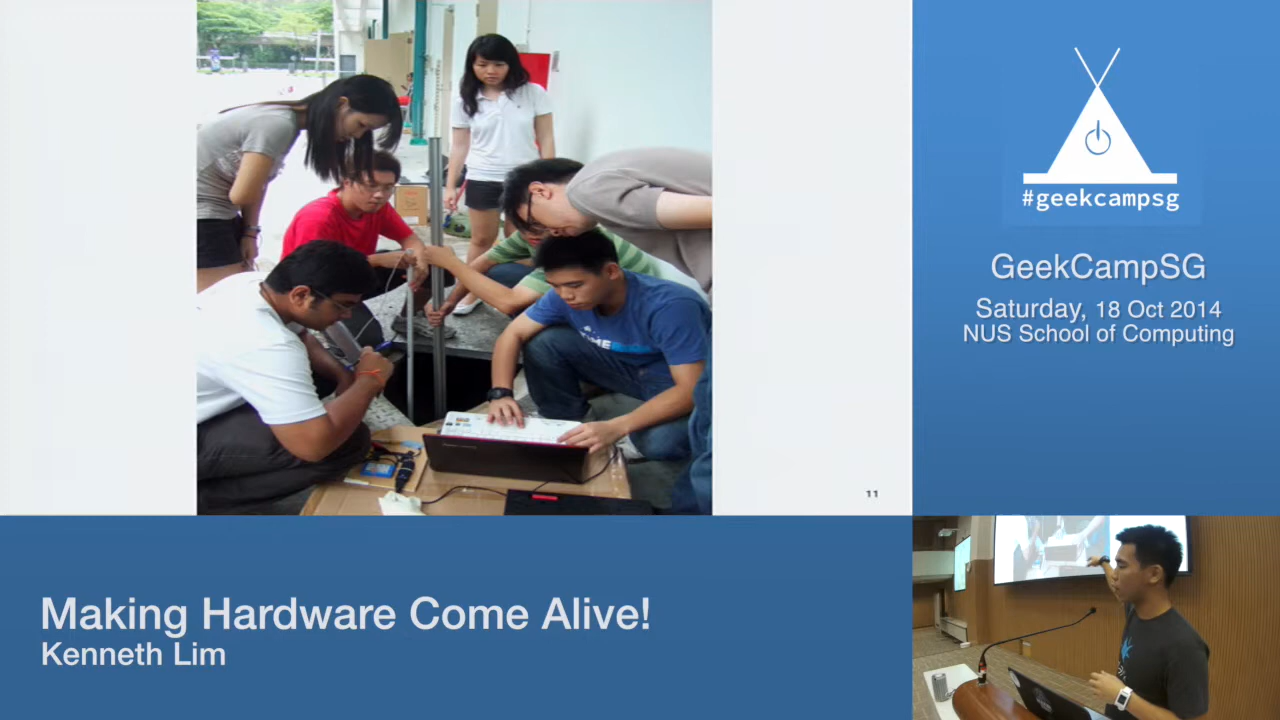 11
#geekcampsg
GeekCampSG
Saturday, 18 Oct 2014
NUS School of Computing
Making Hardware Come Alive!
Kenneth Lim